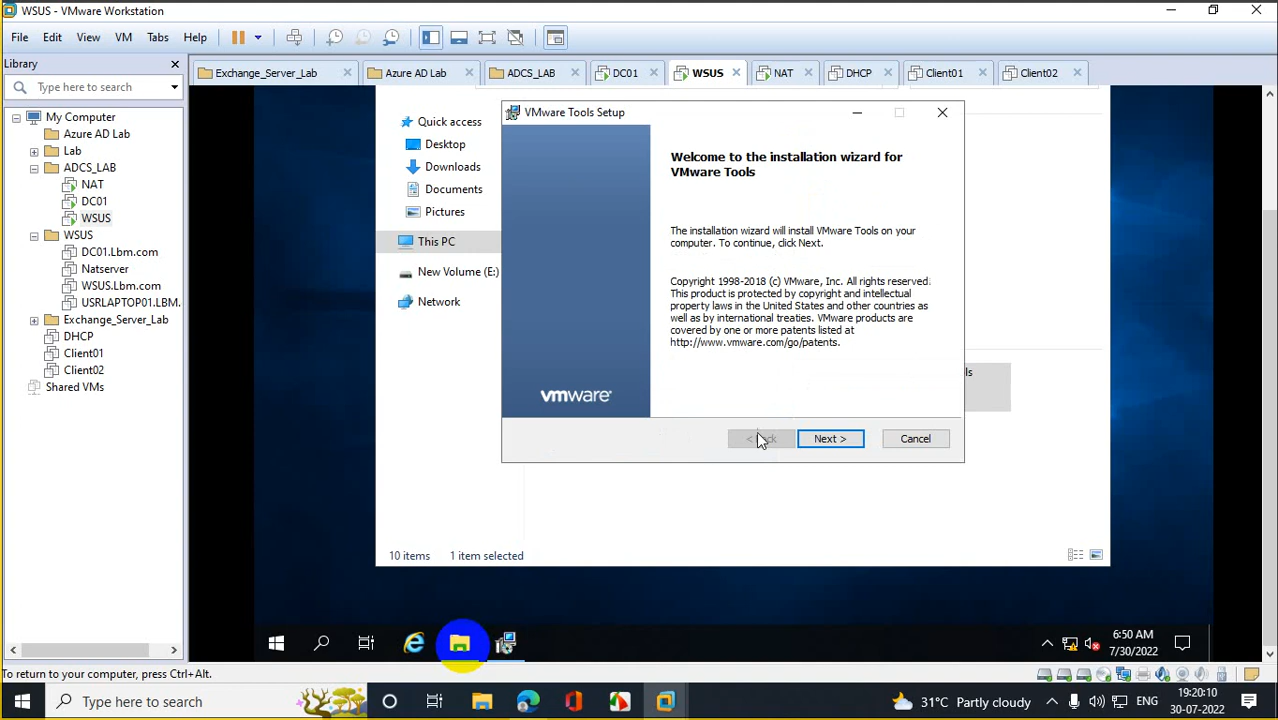 WSUS - VMware Workstation
File Edit View VM Tabs Help
Library
Type here to search
My Computer
Azure AD Lab
Lab
ADCS_LAB
NAT
DC01
WSUS
WSUS
DC01.Lbm.com
Natserver
WSUS.Lbm.com
USRLAPTOP01.LBM.
Exchange_Server_Lab
DHCP
Client01
Client02
Shared VMs
Exchange_Server_Lab Azure AD Lab ADCS_LAB DC01 WSUS NAT DHCP Client01 Client02
Quick access
Desktop
Downloads
Documents
Pictures
This PC
New Volume (E:)
Network
10 items 1 item selected
VMware Tools Setup
Welcome to the installation wizard for
VMware Tools
The installation wizard will install VMware Tools on your
computer. To continue, click Next.
Copyright 1998-2018 (c) VMware, Inc. All rights reserved.
This product is protected by copyright and intellectual
property laws in the United States and other countries as
well as by international treaties. VMware products are
covered by one or more patents listed at
http://www.vmware.com/go/patents.
vmware
Next > Cancel
ls
6:50 AM
7/30/2022
To return to your computer, press Ctrl+Alt.
Type here to search
31°C Partly cloudy
ENG
19:20:10
30-07-2022